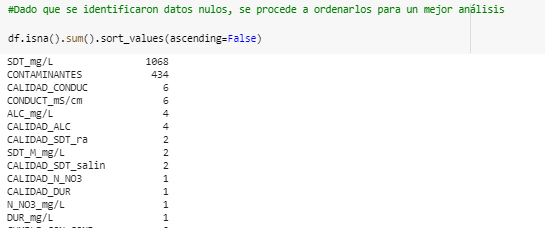 #Dado que se identificaron datos nulos, se procede a ordenarlos para un mejor análisis
df.isna().sum().sort_values(ascending=False)
SDT_mg/L 1068
CONTAMINANTES 434
CALIDAD_CONDUC 6
CONDUCT_mS/cm 6
ALC_mg/L 4
CALIDAD_ALC 4
CALIDAD_SDT_ra 2
SDT_M_mg/L 2
CALIDAD_SDT_salin 2
CALIDAD_N_NO3 1
CALIDAD_DUR 1
N_NO3_mg/L 1
DUR_mg/L 1